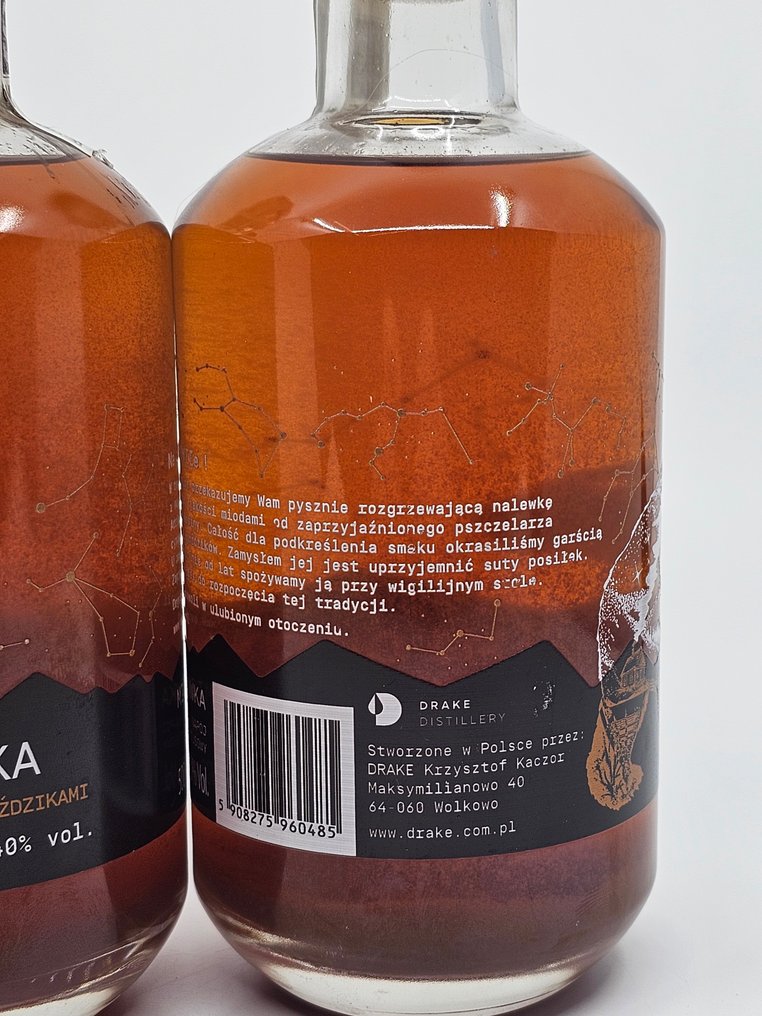 KA
ŹDZIKAMI
40% vol.
Wam pysznie rozgrzewającą nalewkę
miodami od zaprzyjaźnionego pszczelarza
Całość dla podkreślenia smaku okrasiliśmy garścią
Zamysłem jej jest uprzyjemnić suty posiłek.
od lat spożywamy ją przy wigilijnym stole.
rozpoczęcia tej tradycji.
w ulubionym otoczeniu.
DRAKE
DISTILLERY
Stworzone w Polsce przez:
DRAKE Krzysztof Kaczor
Maksymilianowo 40
64-060 Wolkowo
www.drake.com.pl
5 908275 960485